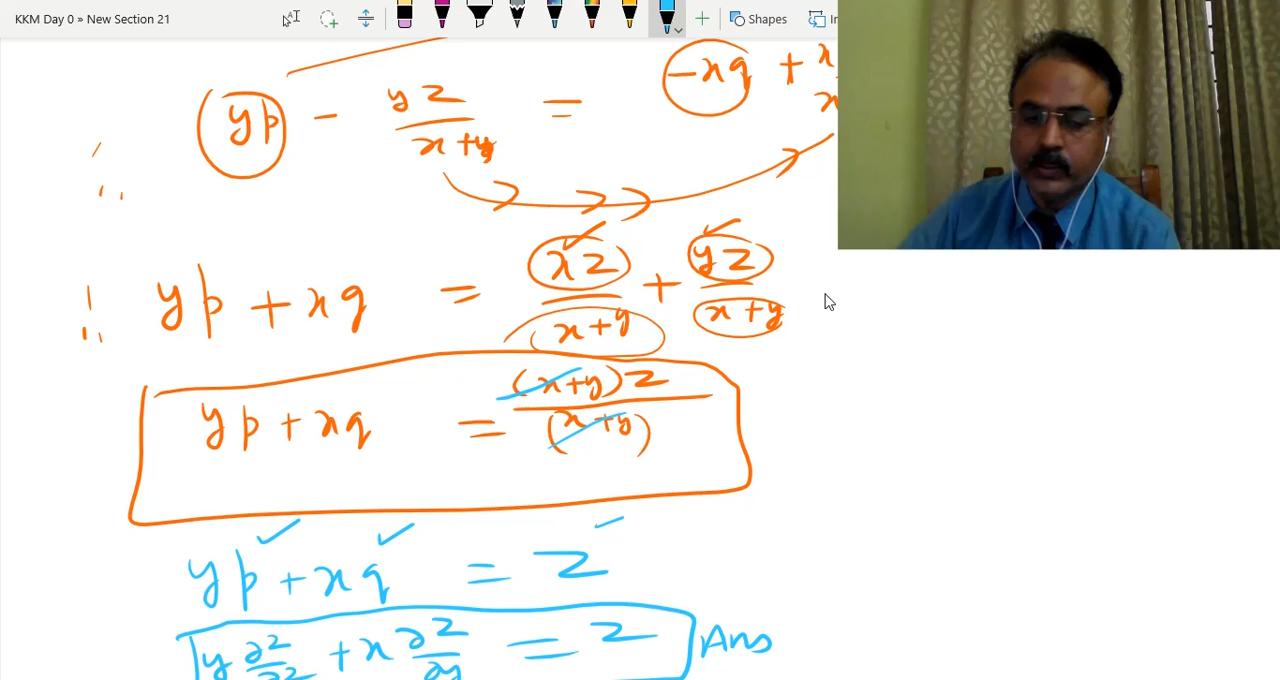 KKM Day 0 » New Section 21
Shapes
In
yp - yz/(x+y) = -xq + x
∴ yp + xq = xz/(x+y) + yz/(x+y)
yp + xq = (x+y)z/(x+y)
yp + xq = z
y ∂z/∂z + x ∂z/∂y = z Ans